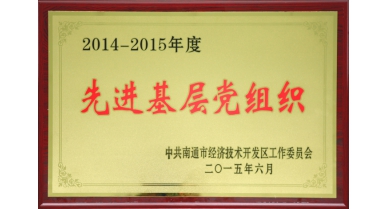 2014-2015年度
先进基层党组织
中共南通市经济技术开发区工作委员会
二〇一五年六月